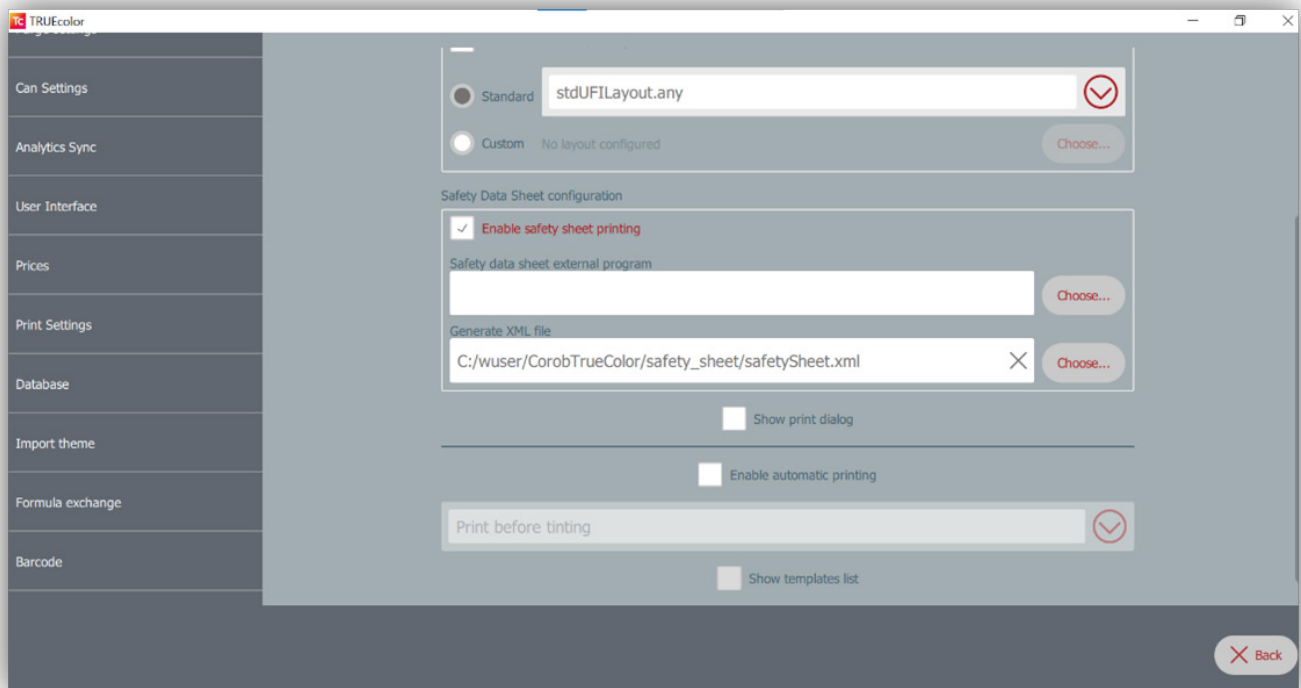 Tc TRUEcolor
Can Settings
Analytics Sync
User Interface
Prices
Print Settings
Database
Import theme
Formula exchange
Barcode
Standard stdUFILayout.any
Custom No layout configured Choose...
Safety Data Sheet configuration
Enable safety sheet printing
Safety data sheet external program
Choose...
Generate XML file
C:/wuser/CorobTrueColor/safety_sheet/safetySheet.xml Choose...
Show print dialog
Enable automatic printing
Print before tinting
Show templates list
Back